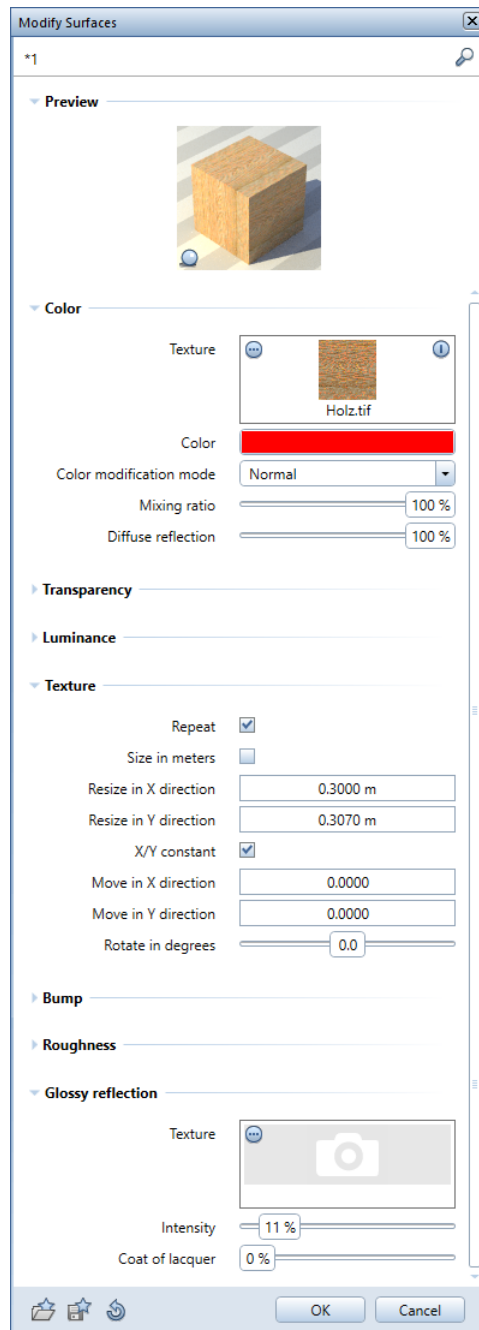 Modify Surfaces
*1
Preview
Color
Texture
Holz.tif
Color
Color modification mode Normal
Mixing ratio 100 %
Diffuse reflection 100 %
Transparency
Luminance
Texture
Repeat
Size in meters
Resize in X direction 0.3000 m
Resize in Y direction 0.3070 m
X/Y constant
Move in X direction 0.0000
Move in Y direction 0.0000
Rotate in degrees 0.0
Bump
Roughness
Glossy reflection
Texture
Intensity 11 %
Coat of lacquer 0 %
OK Cancel